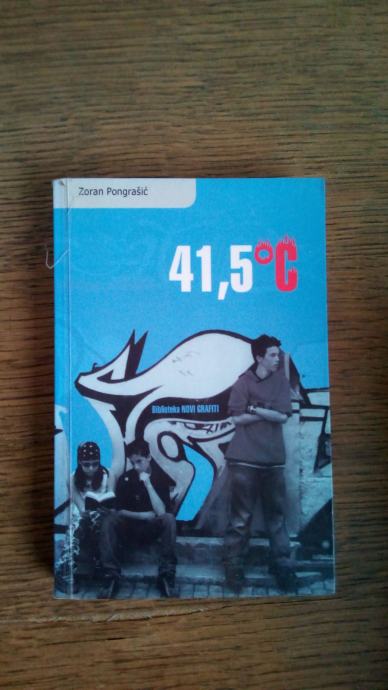 Zoran Pongrašić
41,5°C
Biblioteka NOVI GRAFITI